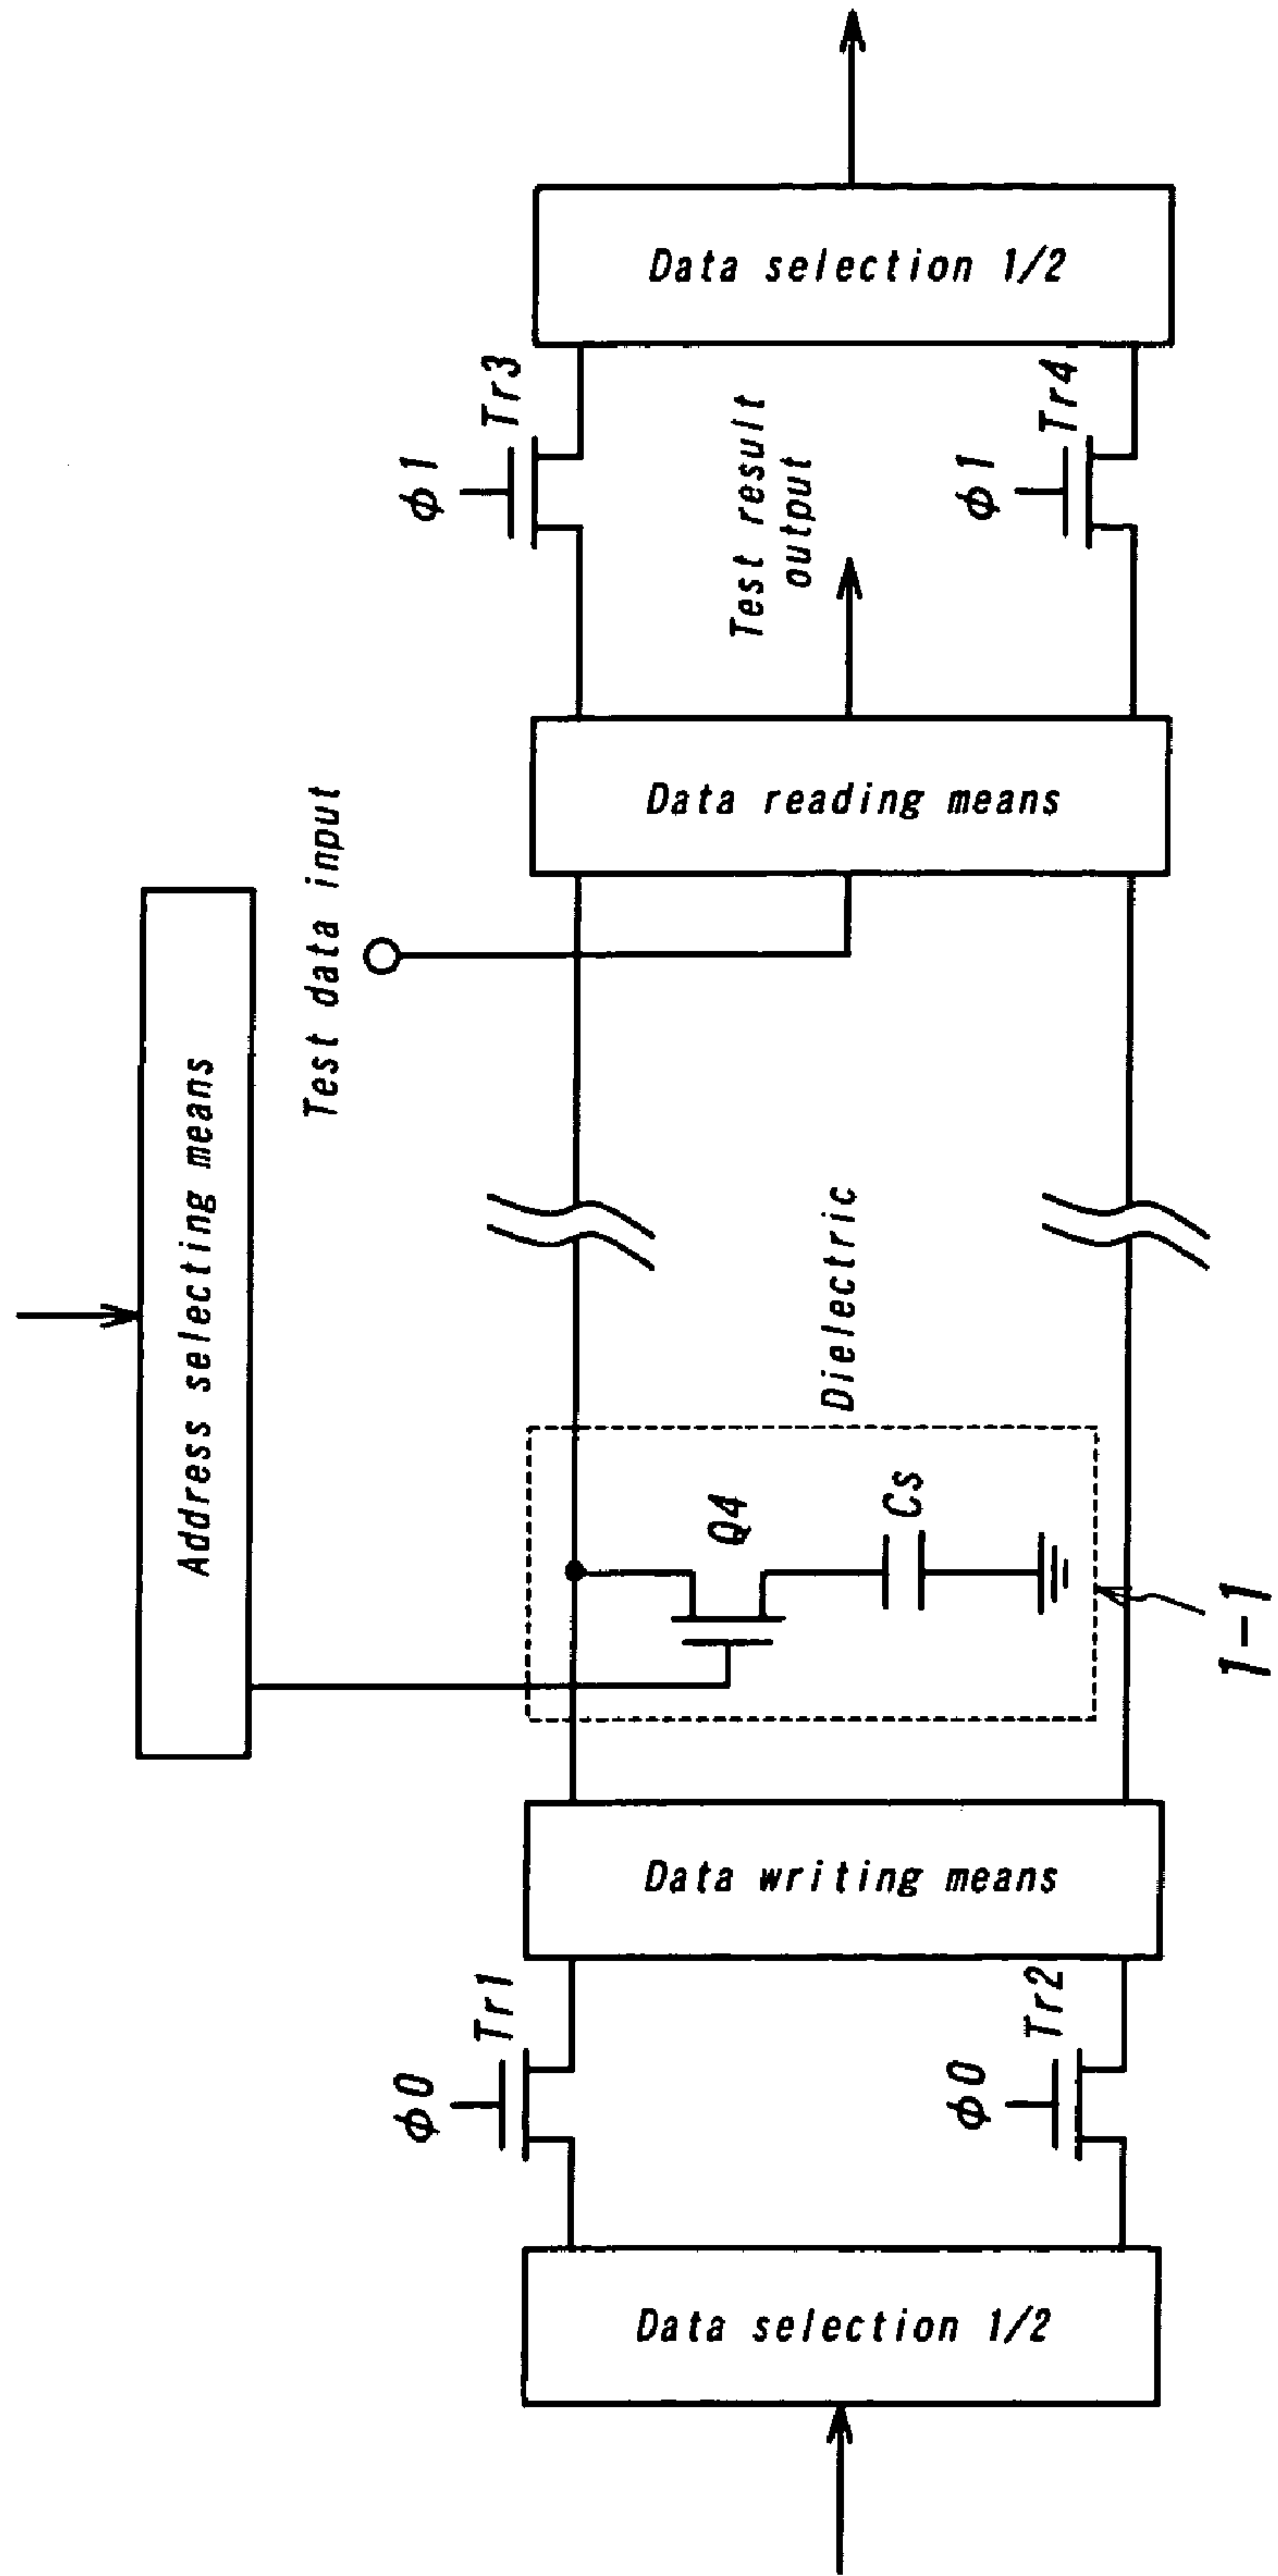 Address selecting means
Test data input
φ0
Tr1
φ1
Tr3
Data selection 1/2
Data writing means
Q4
Cs
Dielectric
Data reading means
Test result
output
Data selection 1/2
φ0
Tr2
φ1
Tr4
1-1